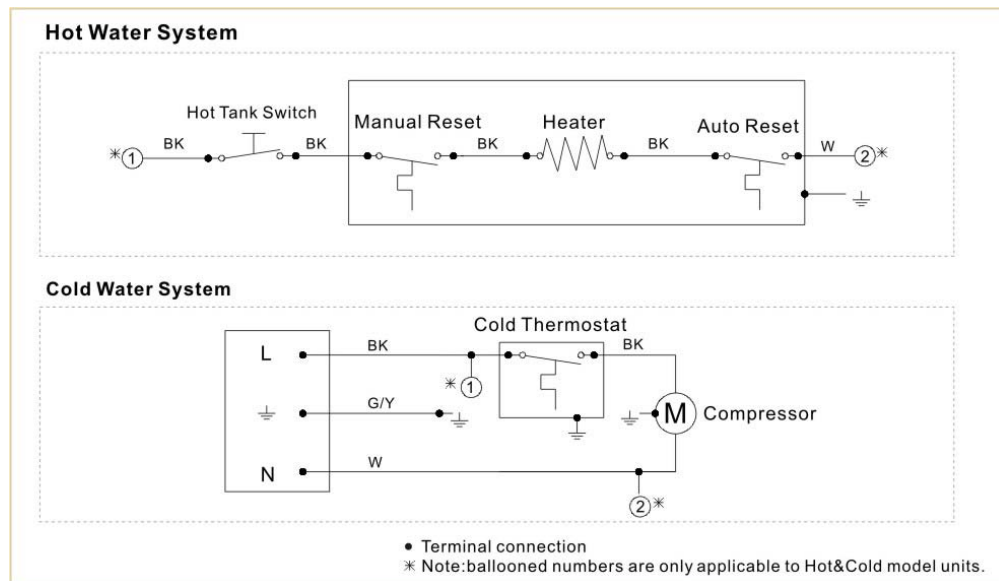 Hot Water System
Hot Tank Switch
Manual Reset
Heater
Auto Reset
*① BK BK BK BK W ②*
Cold Water System
Cold Thermostat
L BK BK
*①
G/Y
M Compressor
N W
②*
● Terminal connection
* Note:ballooned numbers are only applicable to Hot&Cold model units.